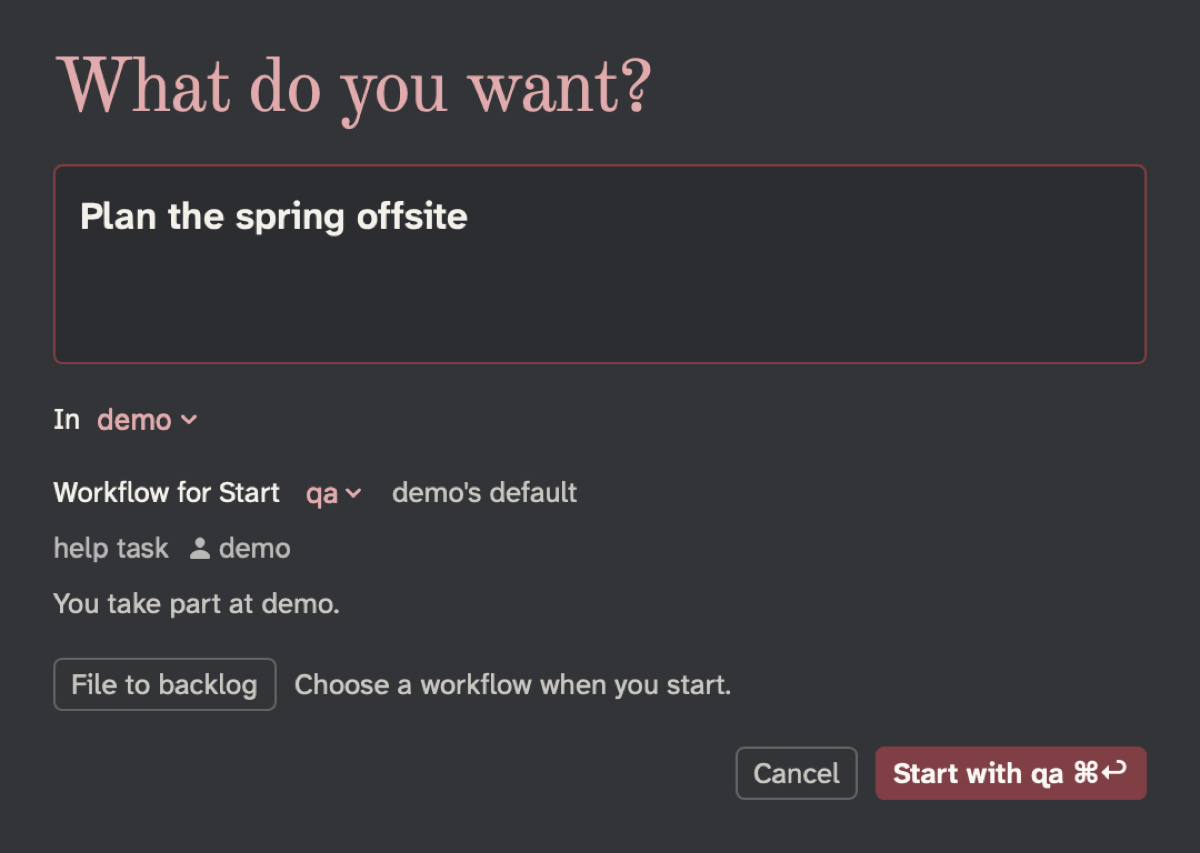 What do you want?
Plan the spring offsite
In demo
Workflow for Start qa demo's default
help task demo
You take part at demo.
File to backlog Choose a workflow when you start.
Cancel Start with qa ⌘↩